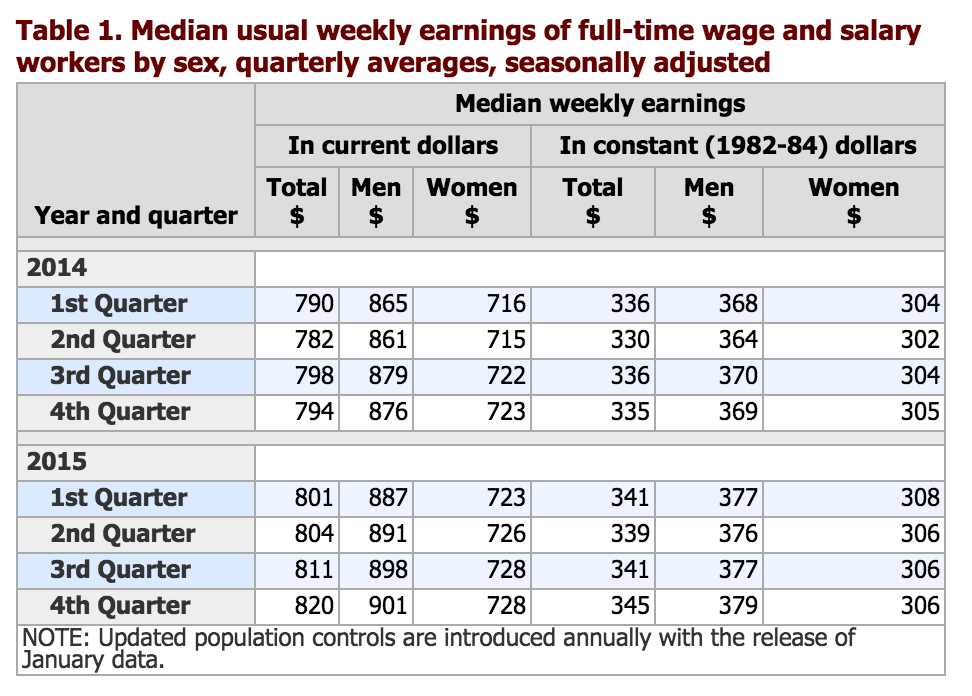 Table 1. Median usual weekly earnings of full-time wage and salary
workers by sex, quarterly averages, seasonally adjusted
Median weekly earnings
In current dollars In constant (1982-84) dollars
Year and quarter Total $ Men $ Women $ Total $ Men $ Women $
2014
1st Quarter 790 865 716 336 368 304
2nd Quarter 782 861 715 330 364 302
3rd Quarter 798 879 722 336 370 304
4th Quarter 794 876 723 335 369 305
2015
1st Quarter 801 887 723 341 377 308
2nd Quarter 804 891 726 339 376 306
3rd Quarter 811 898 728 341 377 306
4th Quarter 820 901 728 345 379 306
NOTE: Updated population controls are introduced annually with the release of
January data.